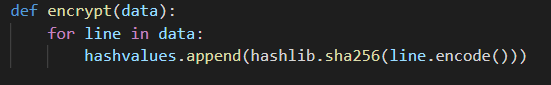 def encrypt(data):
    for line in data:
        hashvalues.append(hashlib.sha256(line.encode()))